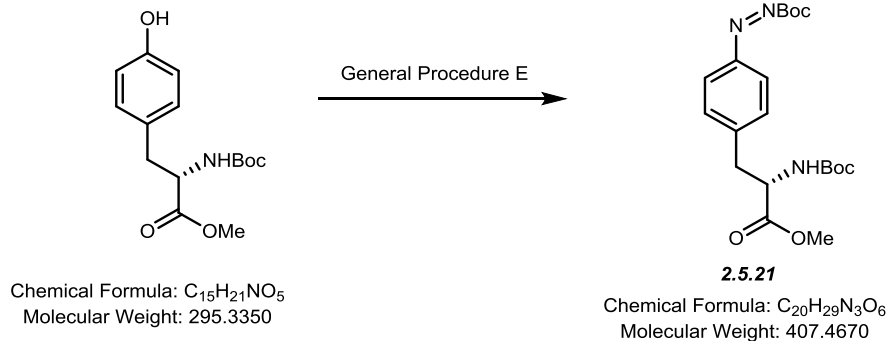 OH
NHBoc
O
OMe
Chemical Formula: C₁₅H₂₁NO₅
Molecular Weight: 295.3350
General Procedure E
N
NBoc
NHBoc
O
OMe
2.5.21
Chemical Formula: C₂₀H₂₉N₃O₆
Molecular Weight: 407.4670